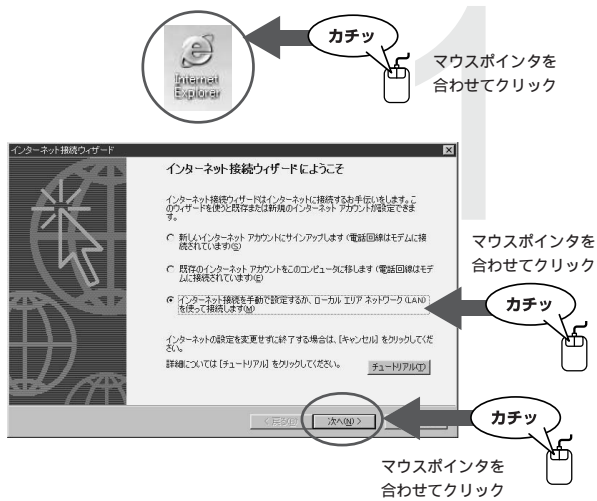 カチッ
マウスポインタを
合わせてクリック
Internet
Explorer
1
インターネット接続ウィザード
インターネット接続ウィザードにようこそ
インターネット接続ウィザードはインターネットに接続するお手伝いをします。こ
のウィザードを使うと既存または新規のインターネット アカウントが設定できま
す。
新しいインターネット アカウントにサインアップします (電話回線はモデムに接
続されています)(S)
既存のインターネット アカウントをこのコンピュータに移します (電話回線はモデ
ムに接続されています)(E)
インターネット接続を手動で設定するか、ローカル エリア ネットワーク (LAN)
を使って接続します(M)
マウスポインタを
合わせてクリック
カチッ
インターネットの設定を変更せずに終了する場合は、[キャンセル] をクリックしてくだ
さい。
詳細については [チュートリアル] をクリックしてください。
チュートリアル(T)
< 戻る(B)
次へ(N) >
カチッ
マウスポインタを
合わせてクリック